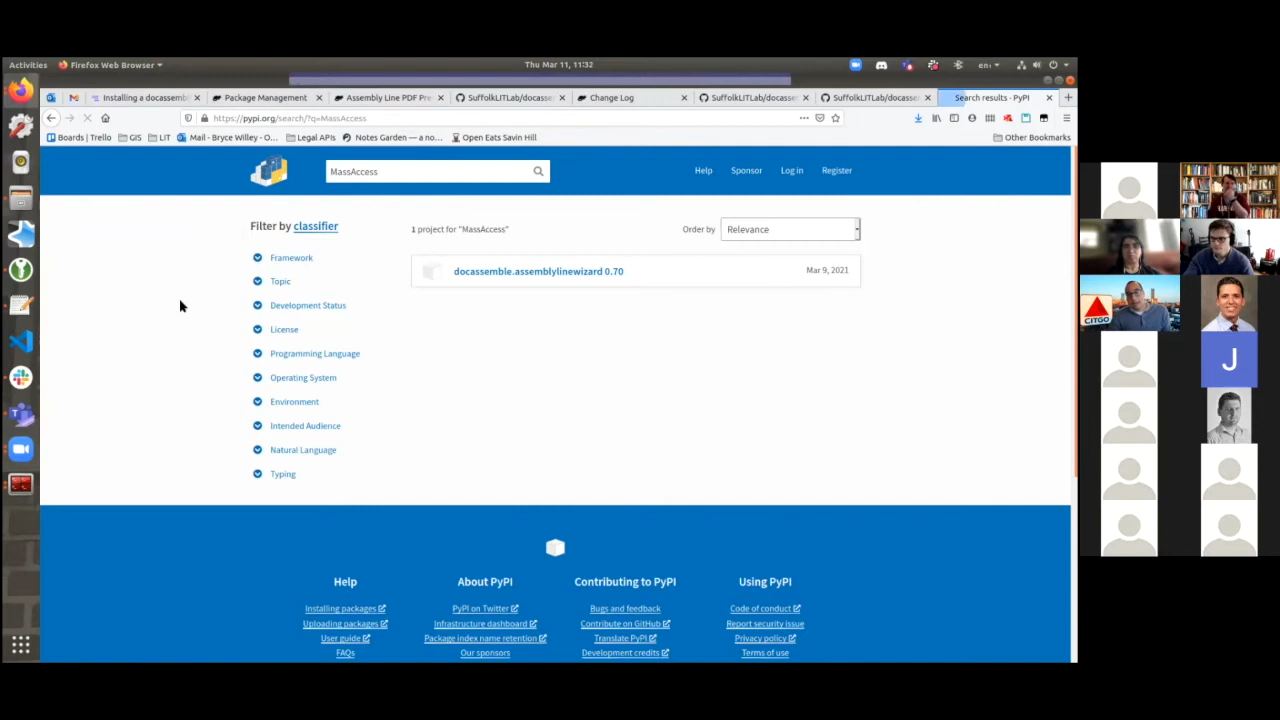 Activities
Firefox Web Browser
Thu Mar 11, 11:32
en
Installing a docassembl
Package Management
Assembly Line PDF Pre
SuffolkLITLab/docasse
Change Log
SuffolkLITLab/docasse
SuffolkLITLab/docasse
Search results · PyPI
https://pypi.org/search/?q=MassAccess
Boards | Trello
GIS
LIT
Mail - Bryce Willey - O...
Legal APIs
Notes Garden — a no...
Open Eats Savin Hill
Other Bookmarks
MassAccess
Help
Sponsor
Log in
Register
Filter by classifier
1 project for "MassAccess"
Order by
Relevance
Framework
docassemble.assemblylinewizard 0.70
Mar 9, 2021
Topic
Development Status
License
Programming Language
Operating System
Environment
Intended Audience
Natural Language
Typing
Help
About PyPI
Contributing to PyPI
Using PyPI
Installing packages
PyPI on Twitter
Bugs and feedback
Code of conduct
Uploading packages
Infrastructure dashboard
Contribute on GitHub
Report security issue
User guide
Package index name retention
Translate PyPI
Privacy policy
FAQs
Our sponsors
Development credits
Terms of use
CITGO
J